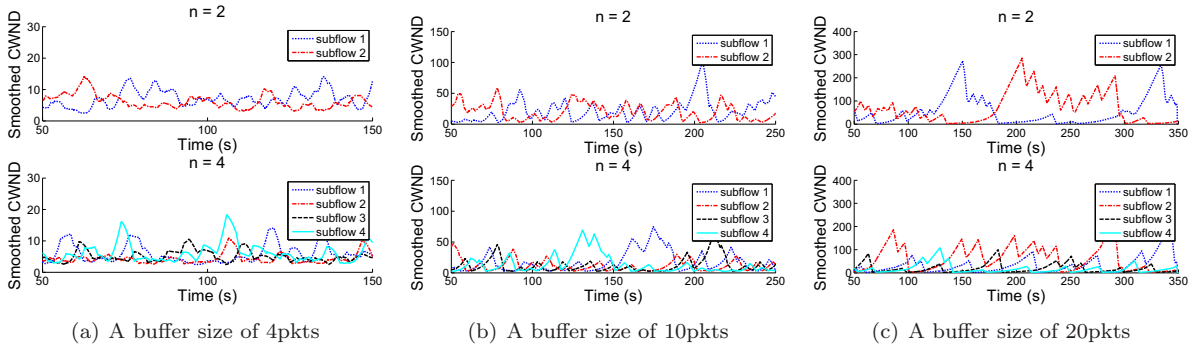 n = 2
Smoothed CWND
30
20
10
0
subflow 1
subflow 2
50
100
150
Time (s)
n = 4
Smoothed CWND
30
20
10
0
subflow 1
subflow 2
subflow 3
subflow 4
50
100
150
Time (s)
(a) A buffer size of 4pkts
n = 2
Smoothed CWND
150
100
50
0
subflow 1
subflow 2
50
100
150
200
250
Time (s)
n = 4
Smoothed CWND
150
100
50
0
subflow 1
subflow 2
subflow 3
subflow 4
50
100
150
200
250
Time (s)
(b) A buffer size of 10pkts
n = 2
Smoothed CWND
400
300
200
100
0
subflow 1
subflow 2
50
100
150
200
250
300
350
Time (s)
n = 4
Smoothed CWND
400
300
200
100
0
subflow 1
subflow 2
subflow 3
subflow 4
50
100
150
200
250
300
350
Time (s)
(c) A buffer size of 20pkts